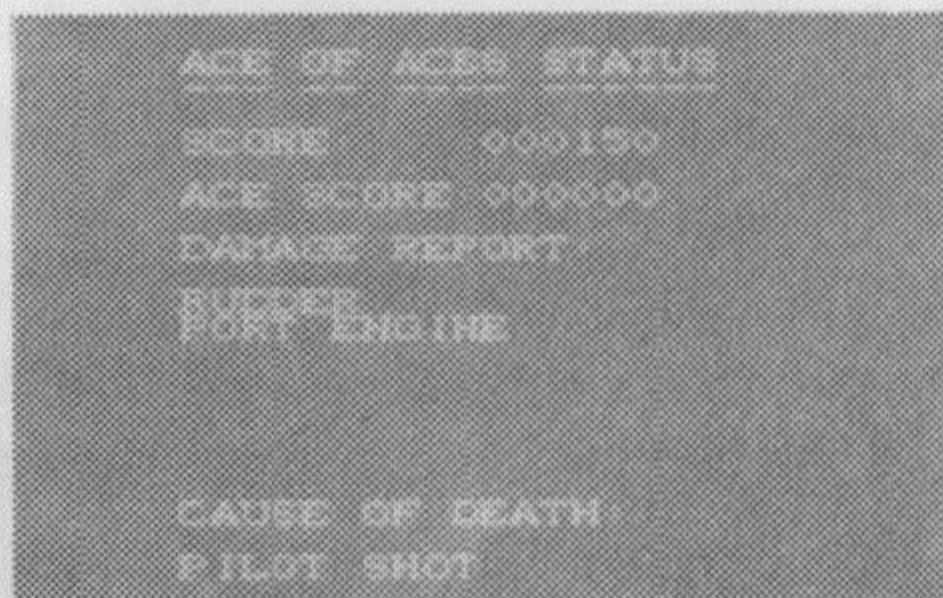 ACE OF ACES STATUS
SCORE 000150
ACE SCORE 000000
DAMAGE REPORT
RUDDER
PORT ENGINE
CAUSE OF DEATH
PILOT SHOT